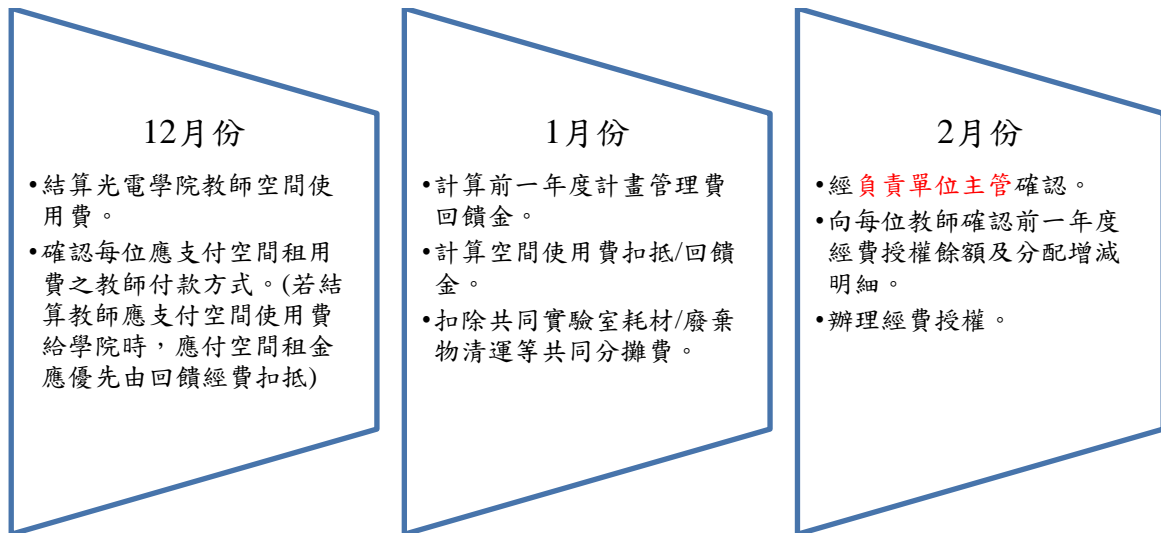 12月份
•結算光電學院教師空間使
用費。
•確認每位應支付空間租用
費之教師付款方式。(若結
算教師應支付空間使用費
給學院時，應付空間租金
應優先由回饋經費扣抵)
1月份
•計算前一年度計畫管理費
回饋金。
•計算空間使用費扣抵/回饋
金。
•扣除共同實驗室耗材/廢棄
物清運等共同分攤費。
2月份
•經負責單位主管確認。
•向每位教師確認前一年度
經費授權餘額及分配增減
明細。
•辦理經費授權。